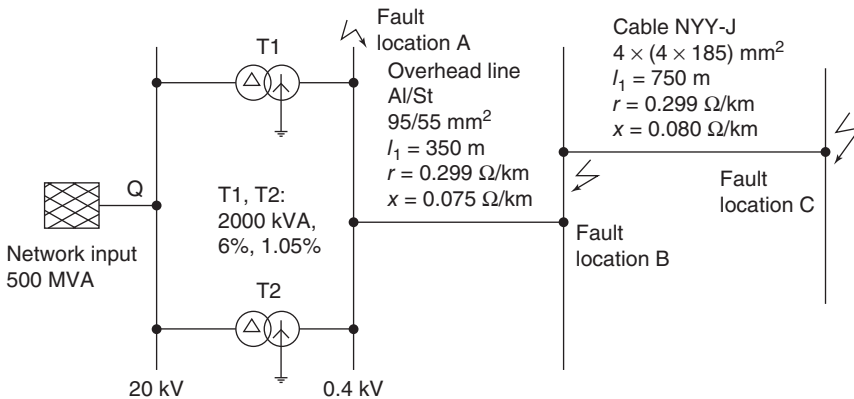 T1
Fault
location A
Overhead line
Al/St
95/55 mm²
l₁ = 350 m
r = 0.299 Ω/km
x = 0.075 Ω/km
Cable NYY-J
4 × (4 × 185) mm²
l₁ = 750 m
r = 0.299 Ω/km
x = 0.080 Ω/km
Q
Network input
500 MVA
T1, T2:
2000 kVA,
6%, 1.05%
T2
Fault
location B
Fault
location C
20 kV
0.4 kV